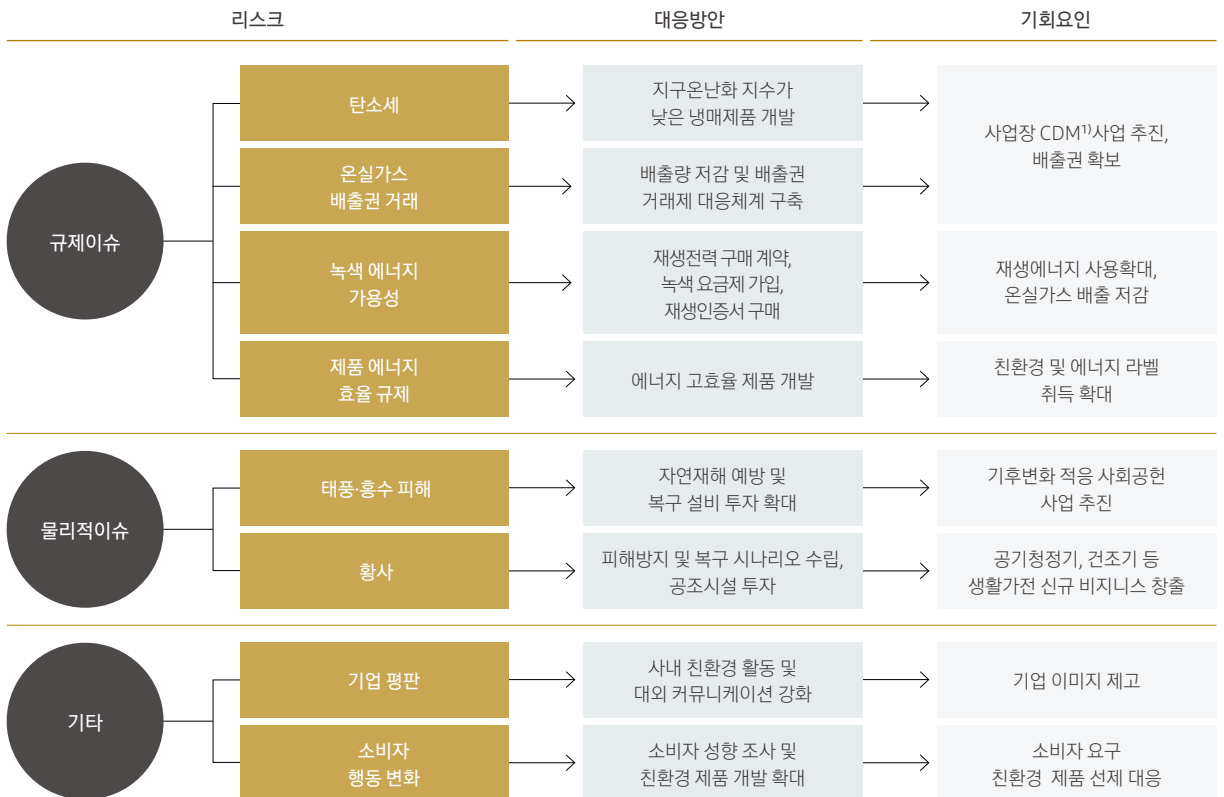 리스크
대응방안
기회요인
규제이슈
탄소세
지구온난화 지수가
낮은 냉매제품 개발
사업장 CDM¹⁾사업 추진,
배출권 확보
온실가스
배출권 거래
배출량 저감 및 배출권
거래제 대응체계 구축
녹색 에너지
가용성
재생전력 구매 계약,
녹색 요금제 가입,
재생인증서 구매
재생에너지 사용확대,
온실가스 배출 저감
제품 에너지
효율 규제
에너지 고효율 제품 개발
친환경 및 에너지 라벨
취득 확대
물리적이슈
태풍·홍수 피해
자연재해 예방 및
복구 설비 투자 확대
기후변화 적응 사회공헌
사업 추진
황사
피해방지 및 복구 시나리오 수립,
공조시설 투자
공기청정기, 건조기 등
생활가전 신규 비지니스 창출
기타
기업 평판
사내 친환경 활동 및
대외 커뮤니케이션 강화
기업 이미지 제고
소비자
행동 변화
소비자 성향 조사 및
친환경 제품 개발 확대
소비자 요구
친환경 제품 선제 대응